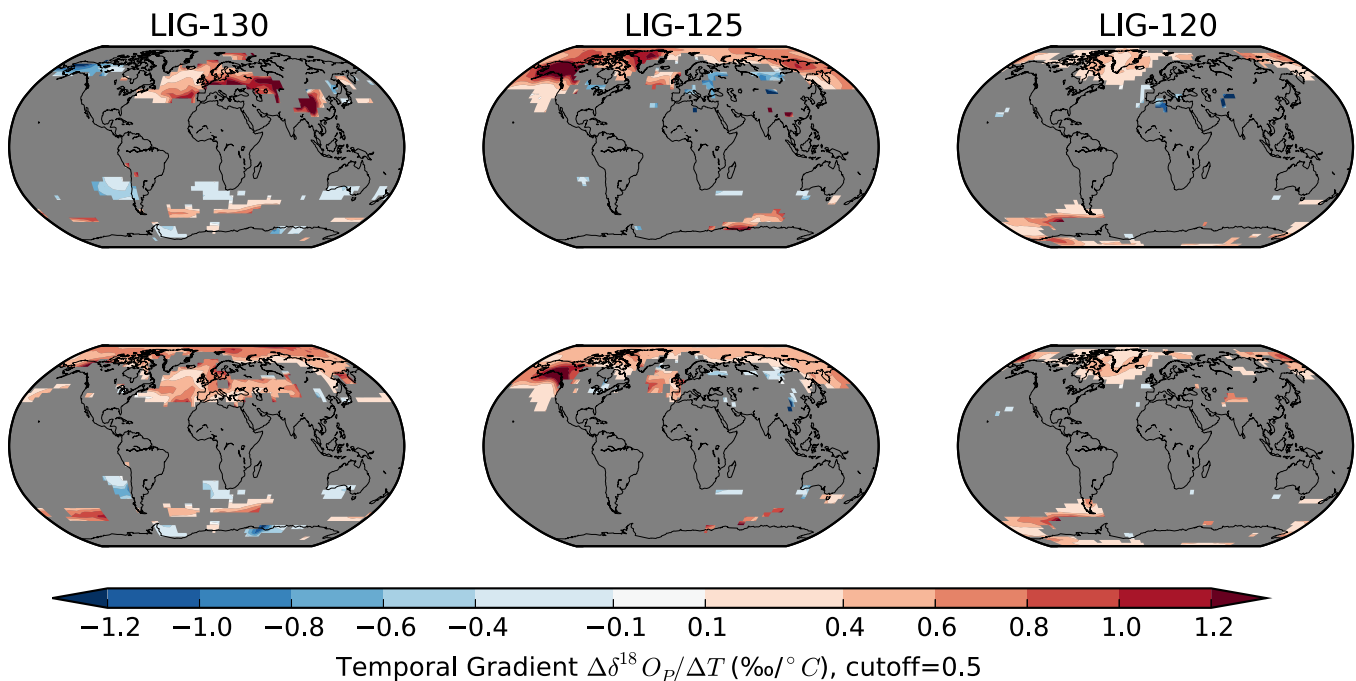 LIG-130 LIG-125 LIG-120
−1.2 −1.0 −0.8 −0.6 −0.4 −0.1 0.1 0.4 0.6 0.8 1.0 1.2
Temporal Gradient Δδ¹⁸O_P/ΔT (‰/°C), cutoff=0.5